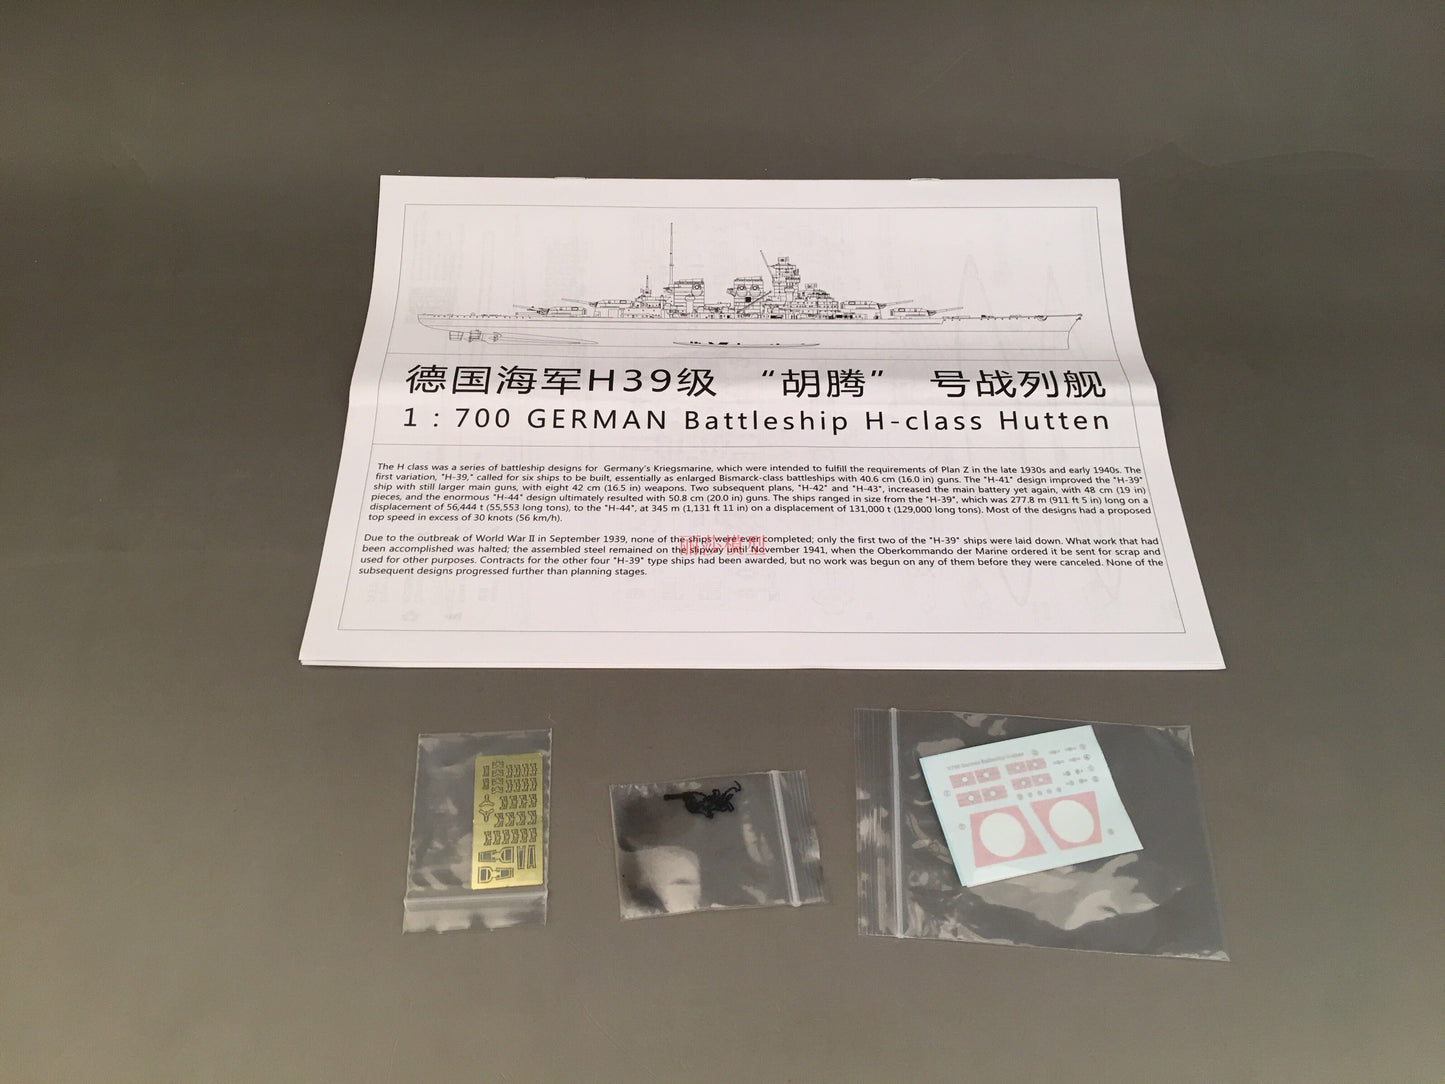 德国海军H39级 “胡腾” 号战列舰
1：700 GERMAN Battleship H-class Hutten
The H class was a series of battleship designs for Germany's Kriegsmarine, which were intended to fulfill the requirements of Plan Z in the late 1930s and early 1940s. The
first variation, "H-39," called for six ships to be built, essentially as enlarged Bismarck-class battleships with 40.6 cm (16.0 in) guns. The "H-41" design improved the "H-39"
ship with still larger main guns, with eight 42 cm (16.5 in) weapons. Two subsequent plans, "H-42" and "H-43", increased the main battery yet again, with 48 cm (19 in)
pieces, and the enormous "H-44" design ultimately resulted with 50.8 cm (20.0 in) guns. The ships ranged in size from the "H-39", which was 277.8 m (911 ft 5 in) long on a
displacement of 56,444 t (55,553 long tons), to the "H-44", at 345 m (1,131 ft 11 in) on a displacement of 131,000 t (129,000 long tons). Most of the designs had a proposed
top speed in excess of 30 knots (56 km/h).
Due to the outbreak of World War II in September 1939, none of the ships were ever completed; only the first two of the "H-39" ships were laid down. What work that had
been accomplished was halted; the assembled steel remained on the slipway until November 1941, when the Oberkommando der Marine ordered it be sent for scrap and
used for other purposes. Contracts for the other four "H-39" type ships had been awarded, but no work was begun on any of them before they were canceled. None of the
subsequent designs progressed further than planning stages.
丽莎模型